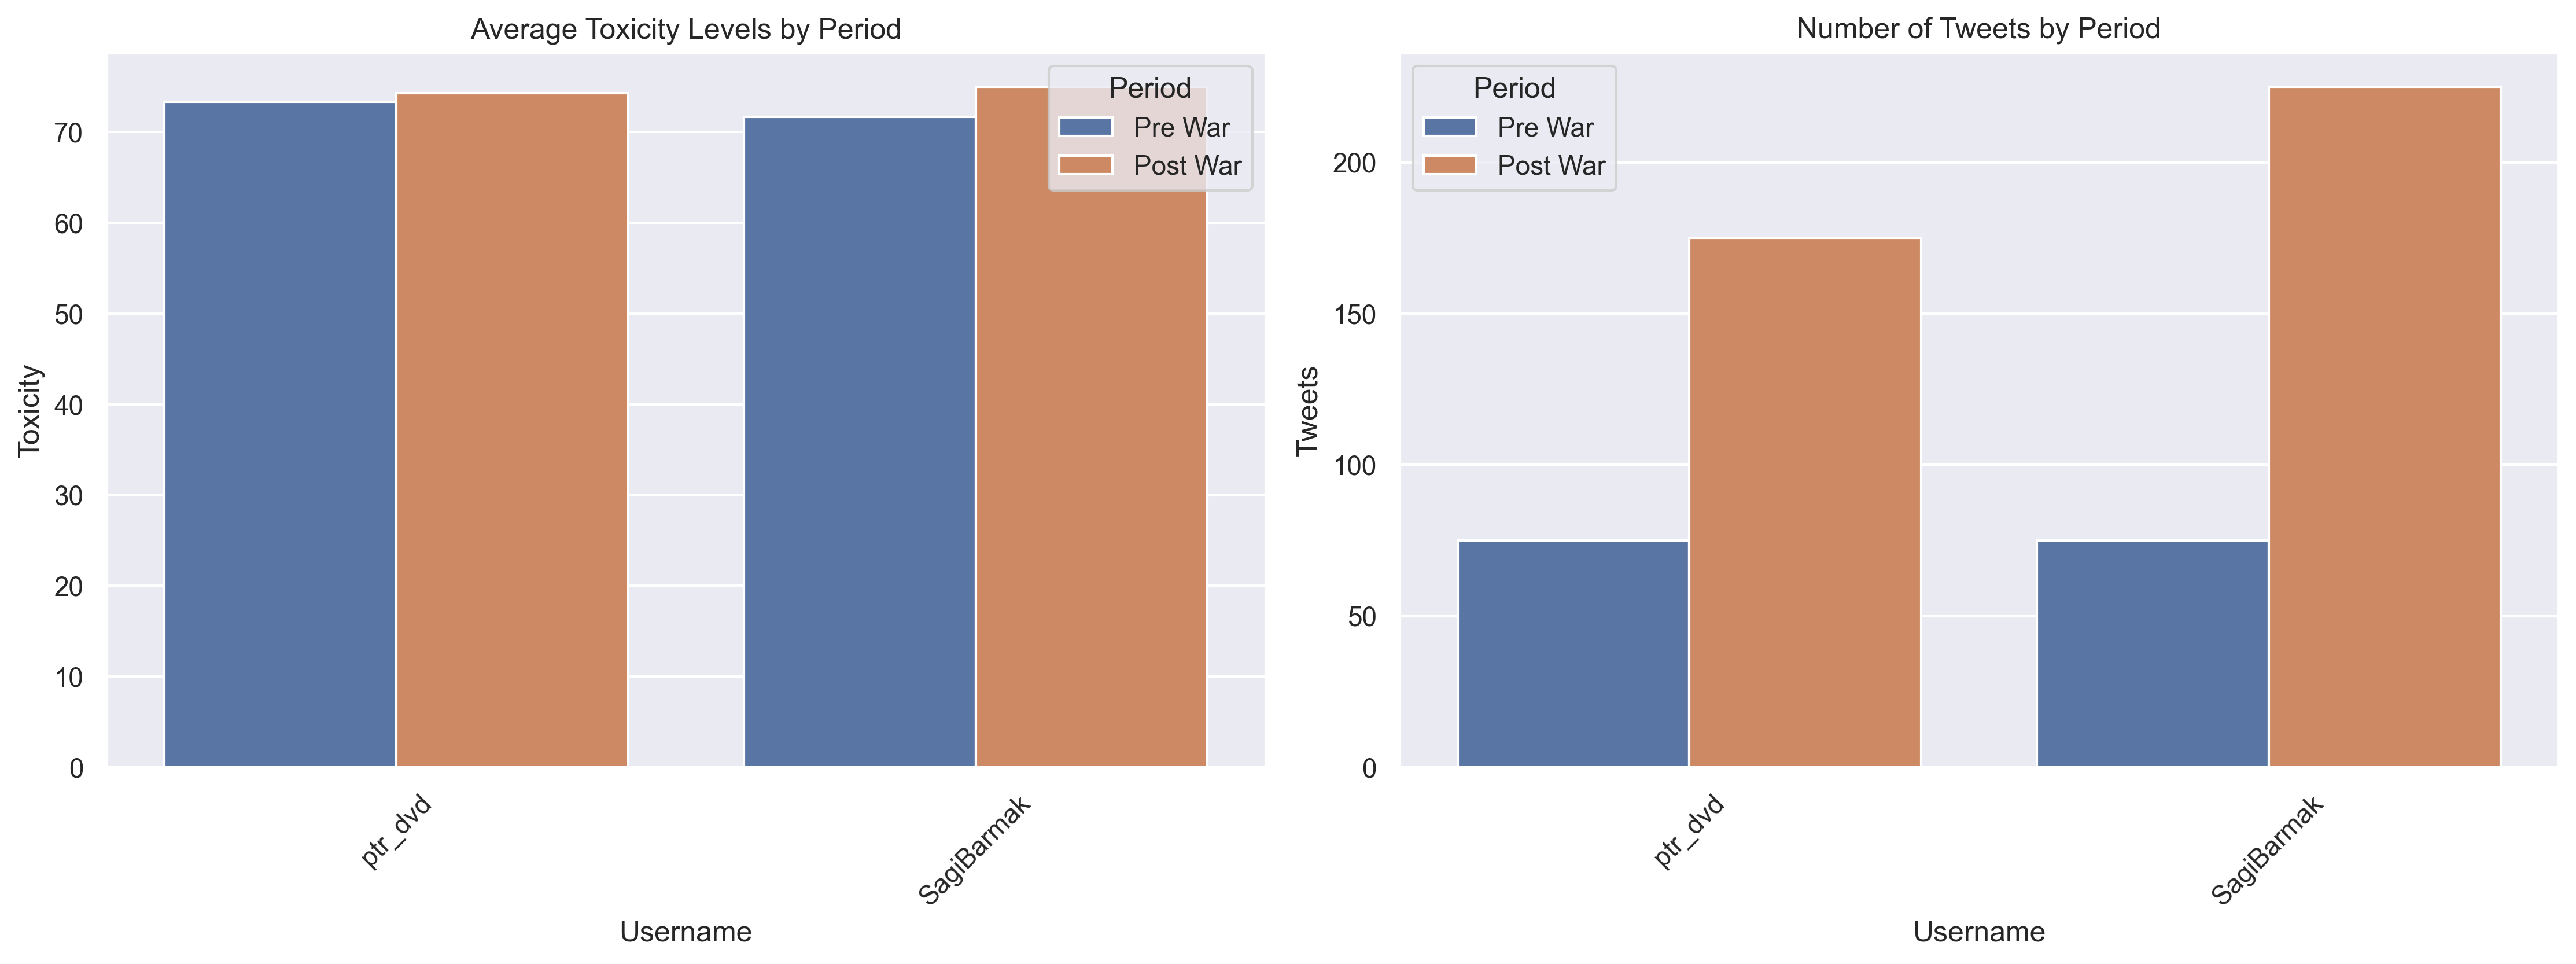 Average Toxicity Levels by Period
Toxicity
70
60
50
40
30
20
10
0
Period
Pre War
Post War
ptr_dvd
SagiBarmak
Username
Number of Tweets by Period
Tweets
200
150
100
50
0
Period
Pre War
Post War
ptr_dvd
SagiBarmak
Username